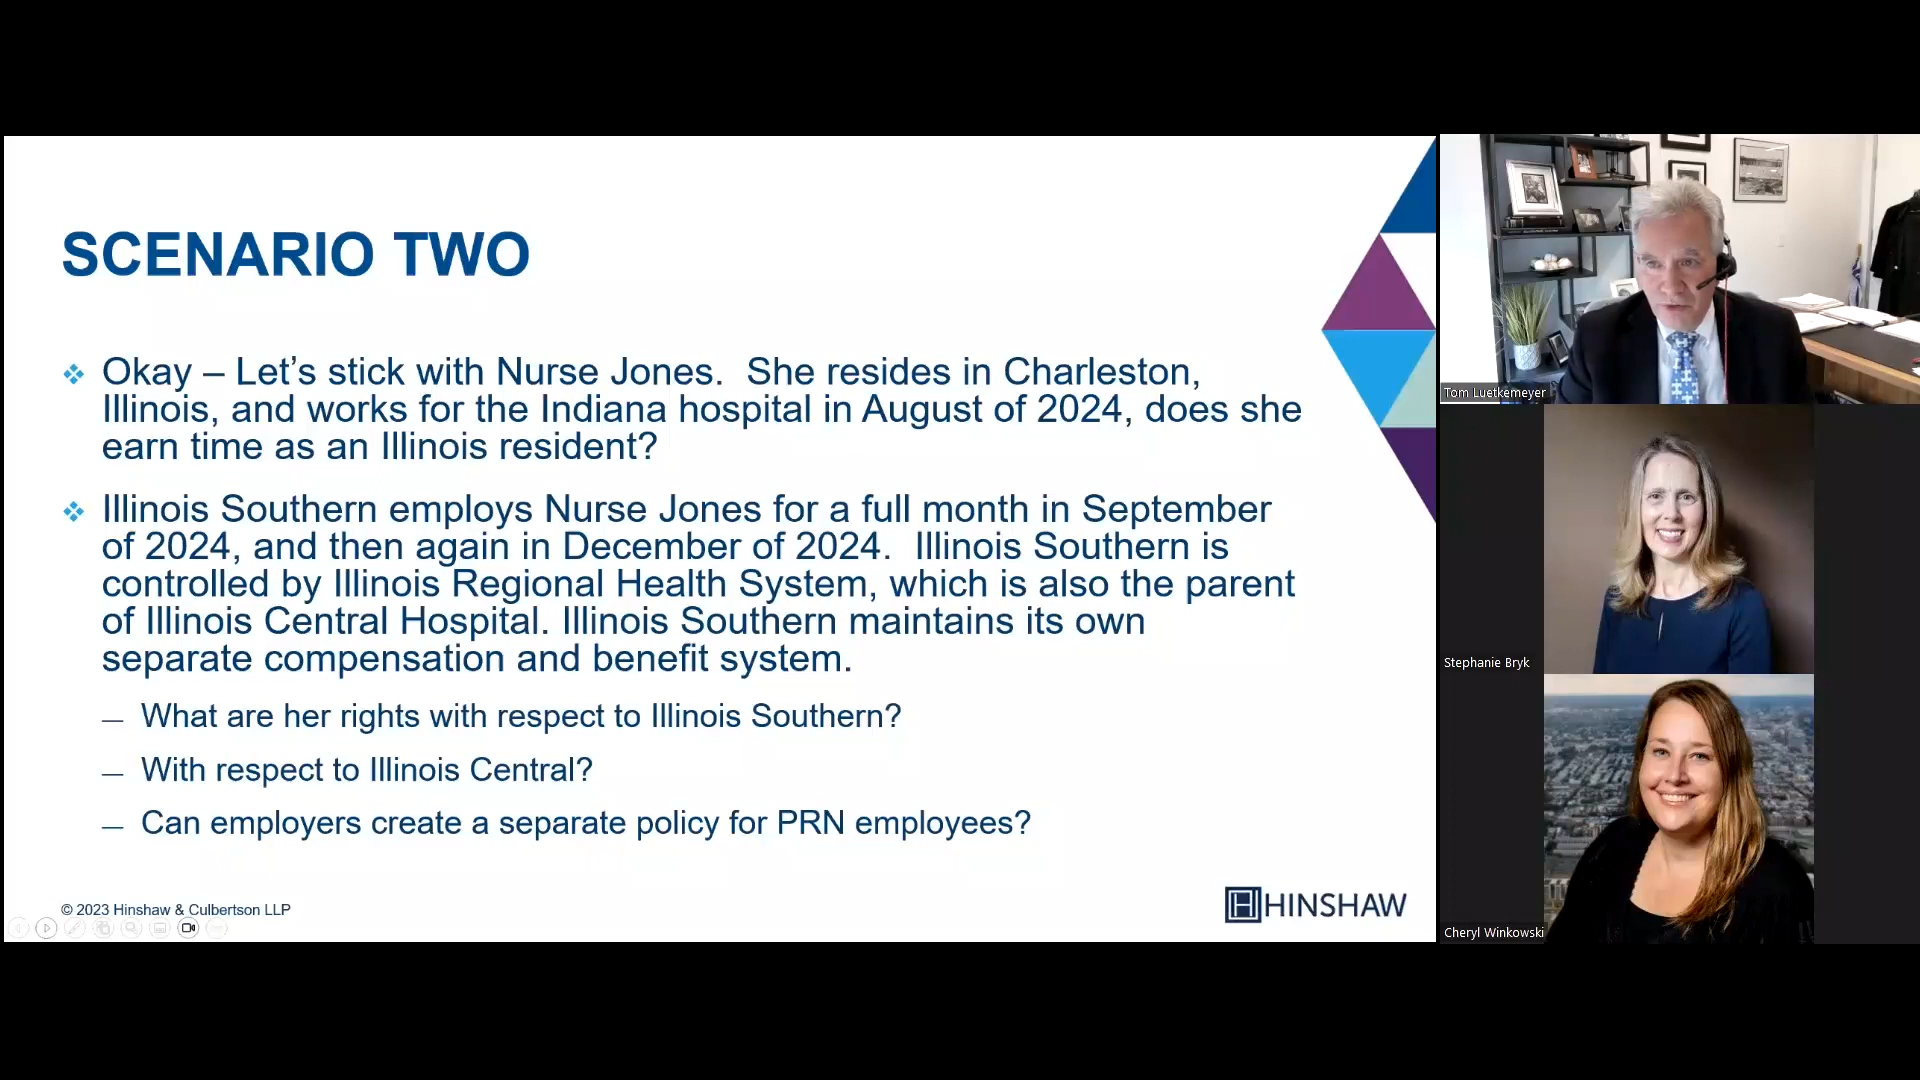 SCENARIO TWO
Okay – Let’s stick with Nurse Jones.  She resides in Charleston,
Illinois, and works for the Indiana hospital in August of 2024, does she
earn time as an Illinois resident?
Illinois Southern employs Nurse Jones for a full month in September
of 2024, and then again in December of 2024.  Illinois Southern is
controlled by Illinois Regional Health System, which is also the parent
of Illinois Central Hospital. Illinois Southern maintains its own
separate compensation and benefit system.
— What are her rights with respect to Illinois Southern?
— With respect to Illinois Central?
— Can employers create a separate policy for PRN employees?
© 2023 Hinshaw & Culbertson LLP
HINSHAW
Tom Luetkemeyer
Stephanie Bryk
Cheryl Winkowski